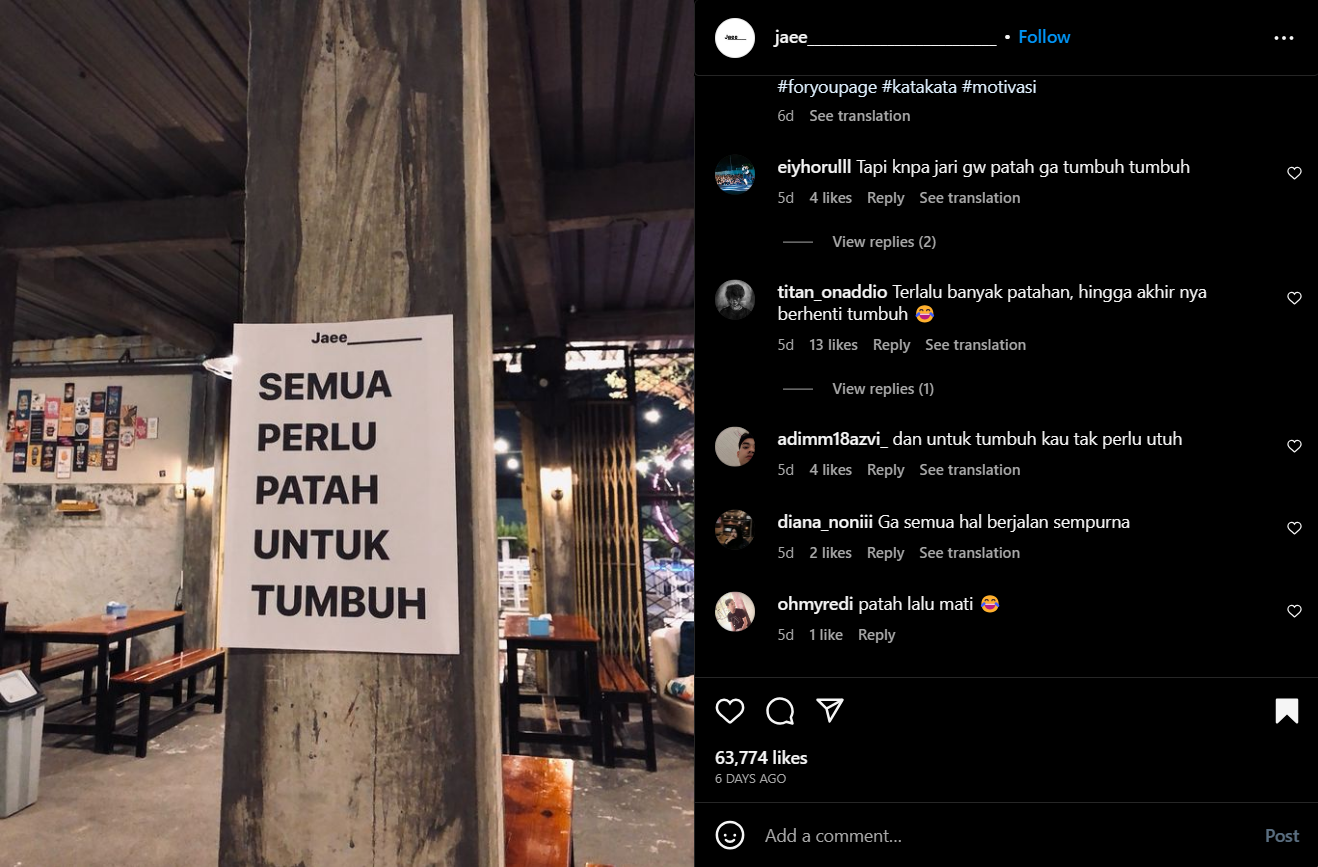 Jaee__________
SEMUA
PERLU
PATAH
UNTUK
TUMBUH
jaee_____________________ • Follow
#foryoupage #katakata #motivasi
6d See translation
eiyhorulll Tapi knpa jari gw patah ga tumbuh tumbuh
5d 4 likes Reply See translation
View replies (2)
titan_onaddio Terlalu banyak patahan, hingga akhir nya
berhenti tumbuh 😂
5d 13 likes Reply See translation
View replies (1)
adimm18azvi_ dan untuk tumbuh kau tak perlu utuh
5d 4 likes Reply See translation
diana_noniii Ga semua hal berjalan sempurna
5d 2 likes Reply See translation
ohmyredi patah lalu mati 😂
5d 1 like Reply
63,774 likes
6 DAYS AGO
Add a comment...
Post